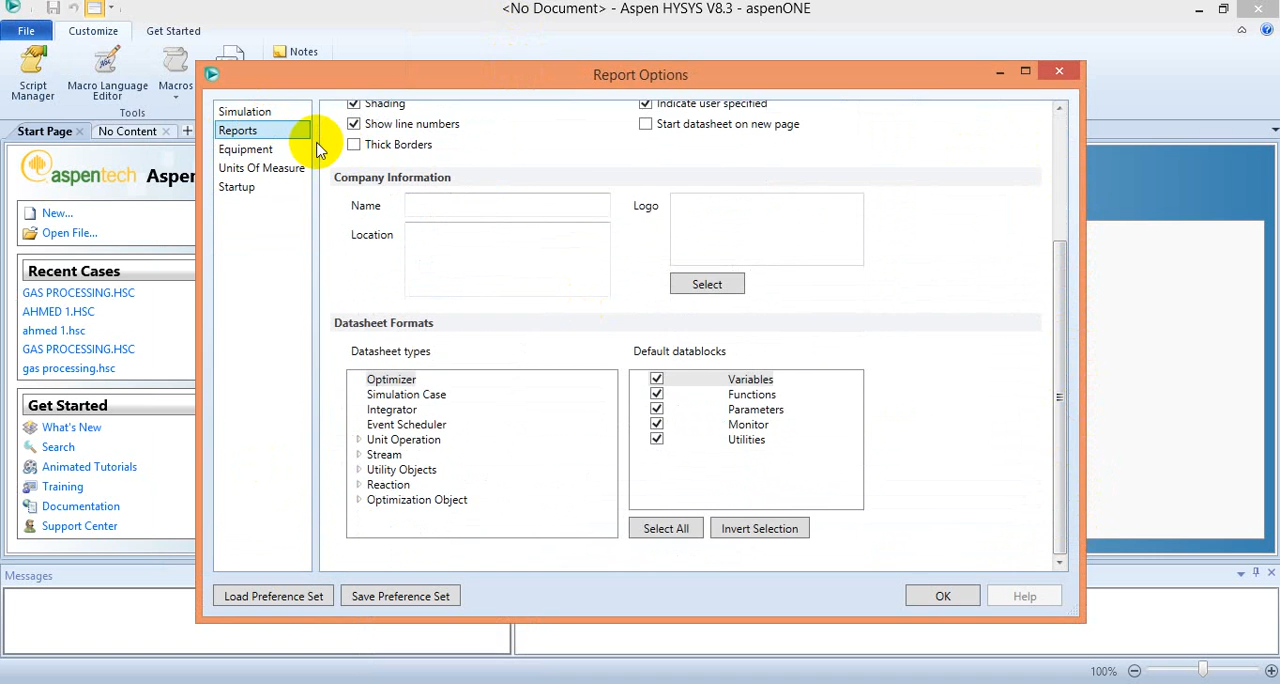 <No Document> - Aspen HYSYS V8.3 - aspenONE
File
Customize
Get Started
Script Manager
Macro Language Editor
Macros
Notes
Tools
Start Page
No Content
aspentech Aspen
New...
Open File...
Recent Cases
GAS PROCESSING.HSC
AHMED 1.HSC
ahmed 1.hsc
GAS PROCESSING.HSC
gas processing.hsc
Get Started
What's New
Search
Animated Tutorials
Training
Documentation
Support Center
Messages
Report Options
Simulation
Reports
Equipment
Units Of Measure
Startup
Shading
Indicate user specified
Show line numbers
Start datasheet on new page
Thick Borders
Company Information
Name
Logo
Location
Select
Datasheet Formats
Datasheet types
Default datablocks
Optimizer
Simulation Case
Integrator
Event Scheduler
Unit Operation
Stream
Utility Objects
Reaction
Optimization Object
Variables
Functions
Parameters
Monitor
Utilities
Select All
Invert Selection
Load Preference Set
Save Preference Set
OK
Help
100%